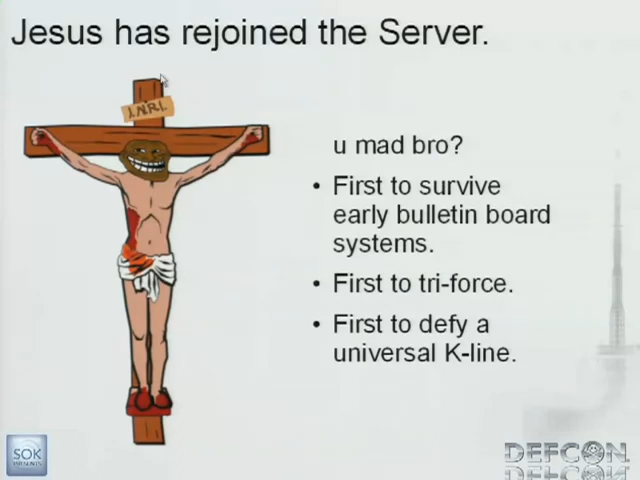 Jesus has rejoined the Server.
I.N.R.I.
u mad bro?
• First to survive
early bulletin board
systems.
• First to tri-force.
• First to defy a
universal K-line.
SOK
DEFCON